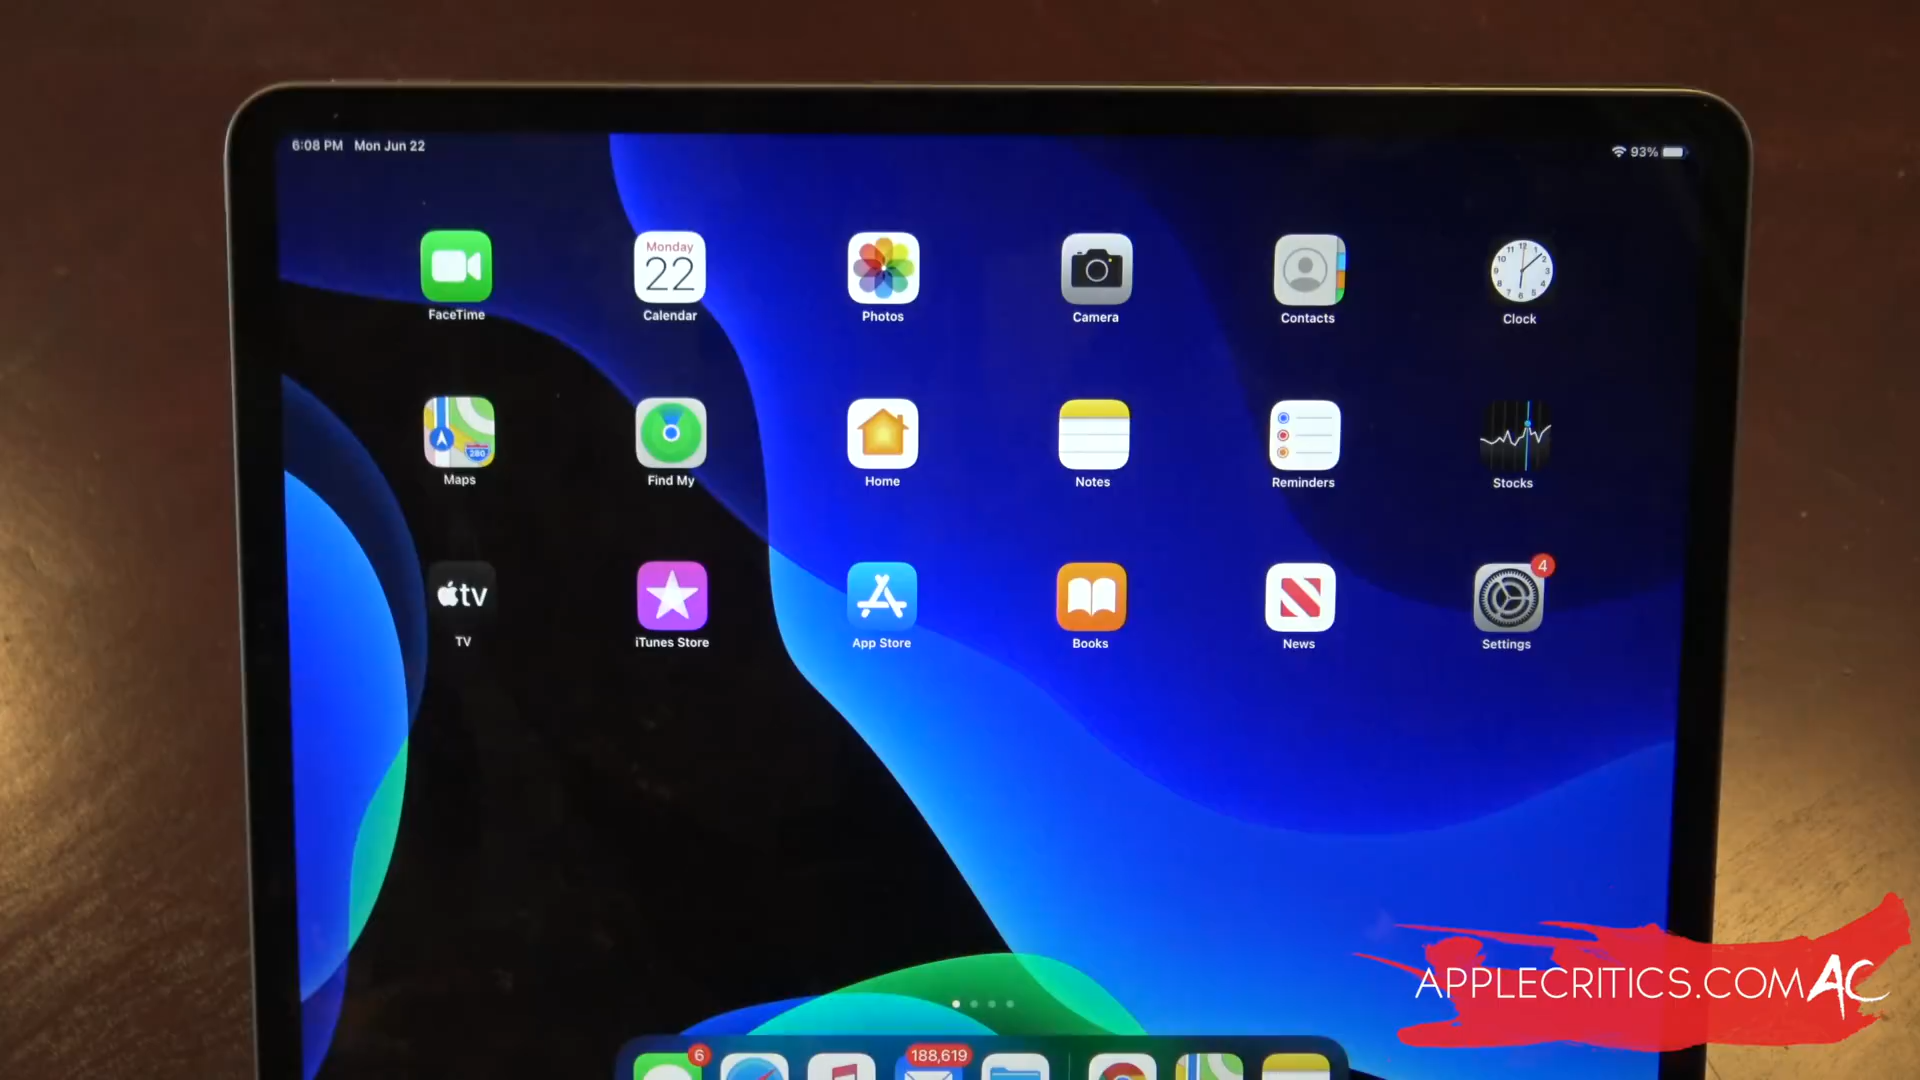 6:08 PM Mon Jun 22
93%
Monday
22
FaceTime
Calendar
Photos
Camera
Contacts
Clock
280
Maps
Find My
Home
Notes
Reminders
Stocks
tv
4
TV
iTunes Store
App Store
Books
News
Settings
APPLECRITICS.COM AC
6
188,619